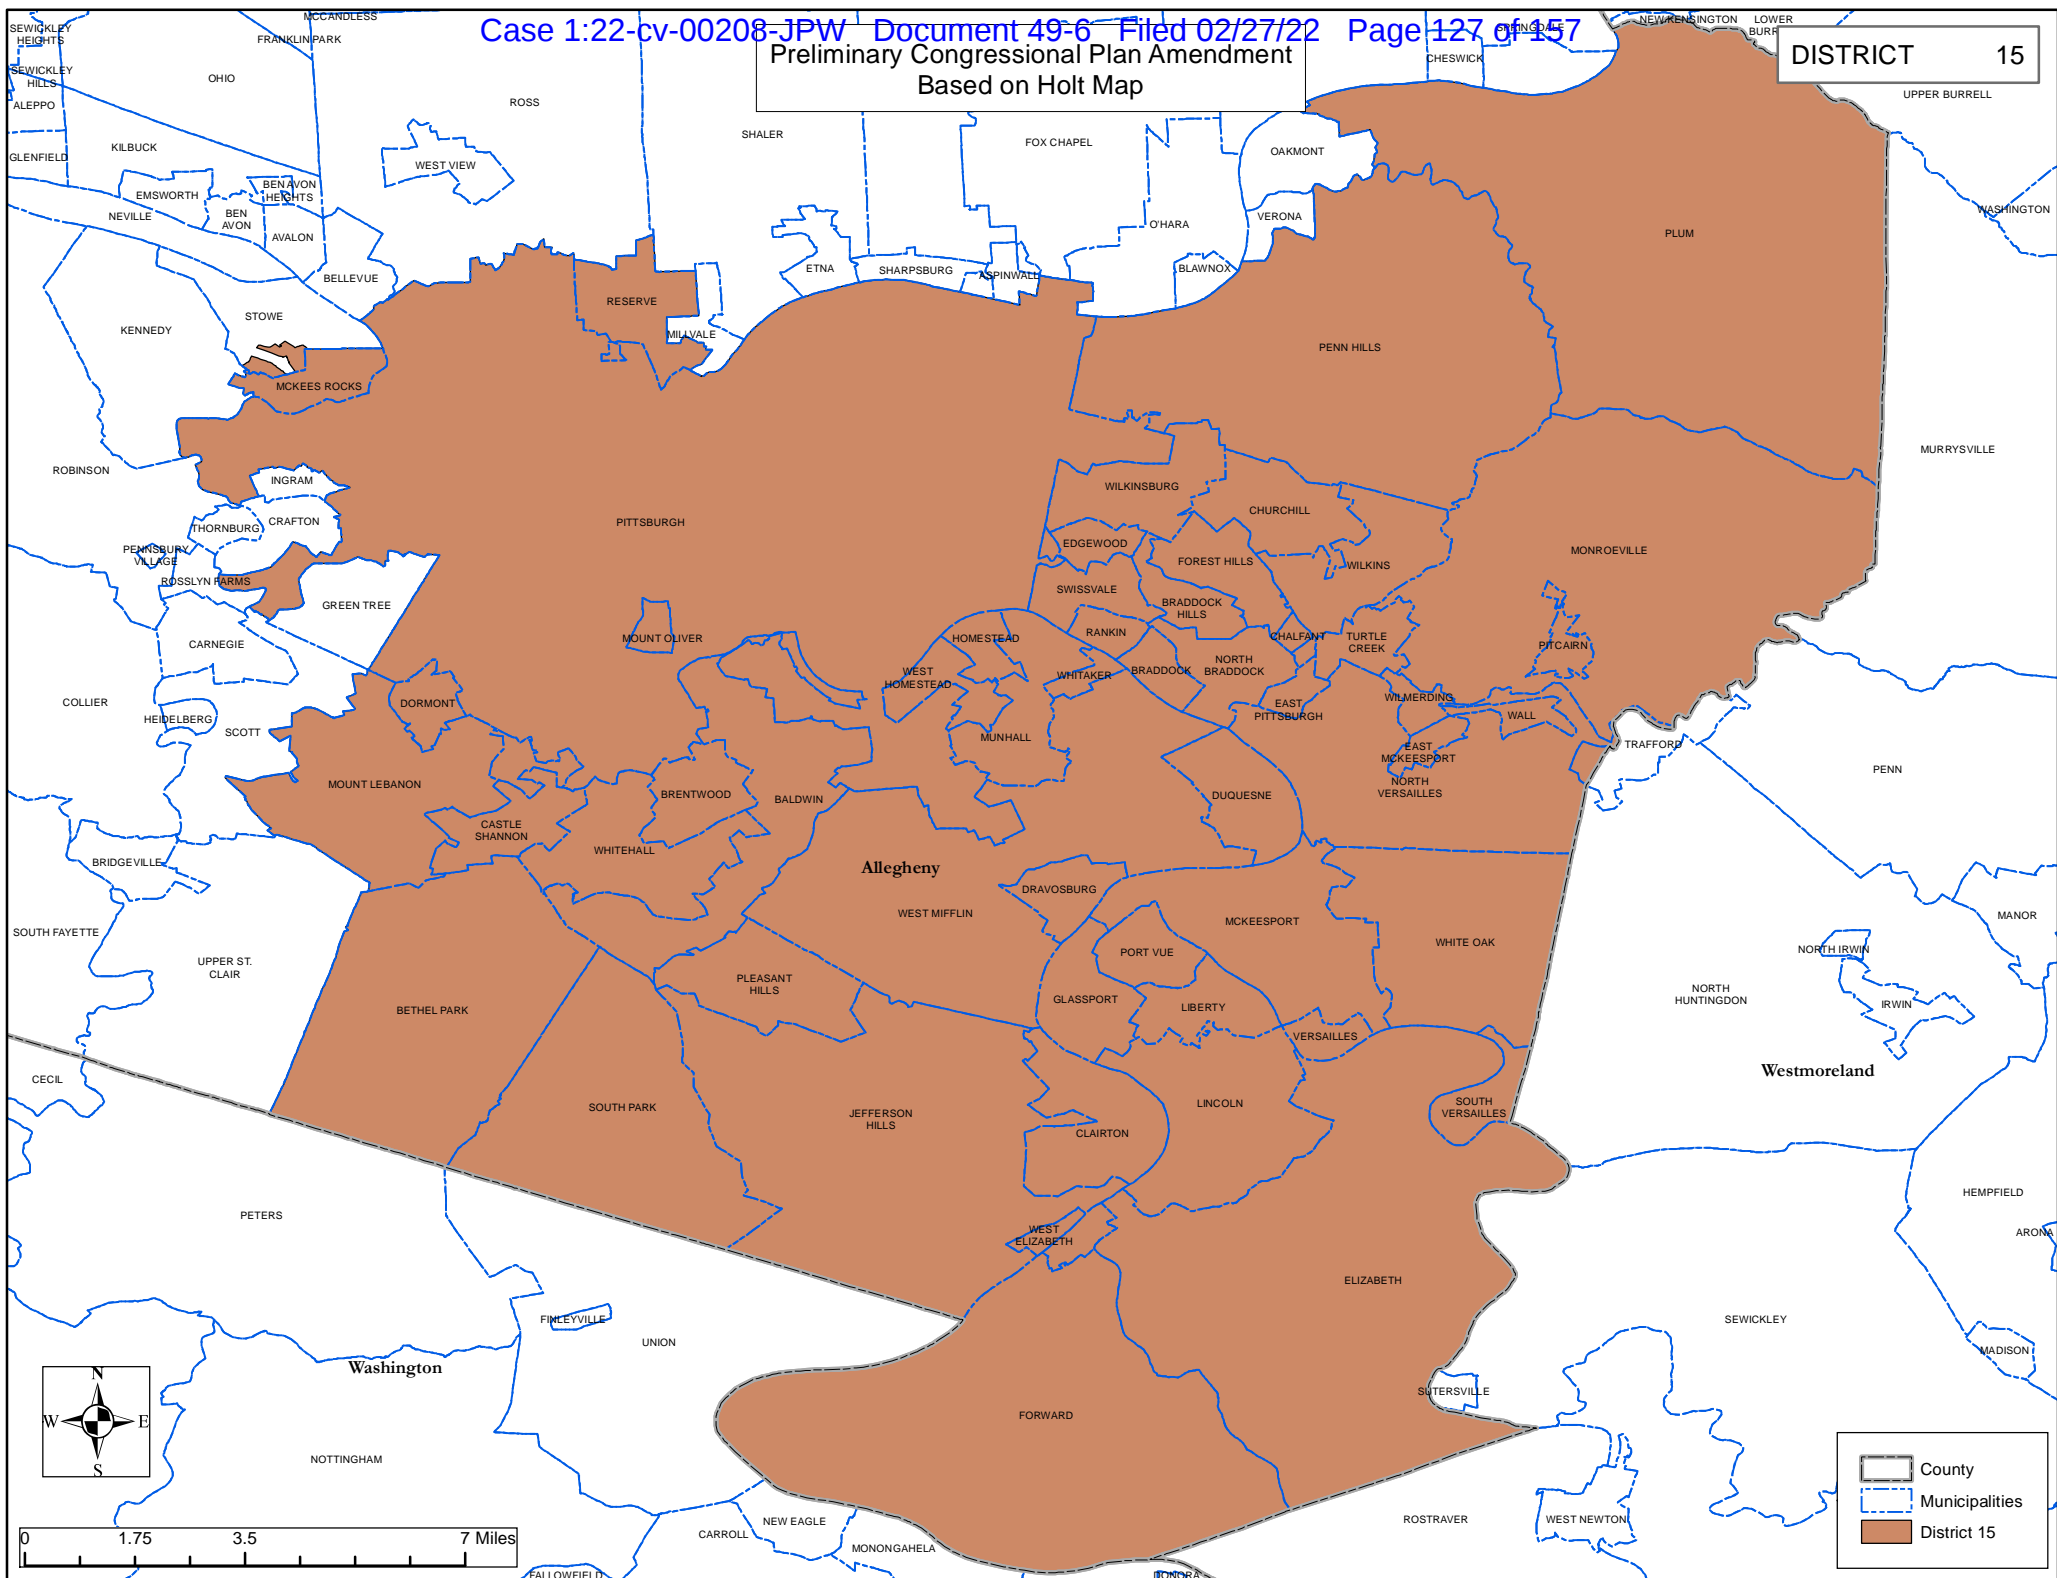 Case 1:22-cv-00208-JPW Document 49-6 Filed 02/27/22 Page 127 of 157
Preliminary Congressional Plan Amendment
Based on Holt Map
DISTRICT 15
SEWICKLEY
HEIGHTS
MCCANDLESS
FRANKLIN PARK
SPRINGDALE
NEW KENSINGTON
LOWER
SEWICKLEY
HILLS
OHIO
CHESWICK
ALEPPO
ROSS
UPPER BURRELL
SHALER
FOX CHAPEL
GLENFIELD
KILBUCK
WEST VIEW
OAKMONT
EMSWORTH
BEN AVON
HEIGHTS
NEVILLE
BEN
AVON
AVALON
O'HARA
VERONA
WASHINGTON
PLUM
BELLEVUE
ETNA
SHARPSBURG
ASPINWALL
BLAWNOX
RESERVE
STOWE
KENNEDY
MILLVALE
PENN HILLS
MCKEES ROCKS
ROBINSON
INGRAM
MURRYSVILLE
WILKINSBURG
CHURCHILL
THORNBURG
CRAFTON
PITTSBURGH
EDGEWOOD
MONROEVILLE
PENNSBURY
VILLAGE
FOREST HILLS
WILKINS
ROSSLYN FARMS
SWISSVALE
GREEN TREE
BRADDOCK
HILLS
CARNEGIE
MOUNT OLIVER
HOMESTEAD
RANKIN
CHALFANT
TURTLE
CREEK
PITCAIRN
WEST
HOMESTEAD
WHITAKER
BRADDOCK
NORTH
BRADDOCK
COLLIER
HEIDELBERG
DORMONT
WILMERDING
EAST
PITTSBURGH
WALL
SCOTT
MUNHALL
TRAFFORD
EAST
MCKEESPORT
PENN
MOUNT LEBANON
BRENTWOOD
BALDWIN
DUQUESNE
NORTH
VERSAILLES
CASTLE
SHANNON
WHITEHALL
BRIDGEVILLE
Allegheny
DRAVOSBURG
WEST MIFFLIN
MCKEESPORT
MANOR
SOUTH FAYETTE
WHITE OAK
NORTH IRWIN
UPPER ST.
CLAIR
PORT VUE
PLEASANT
HILLS
NORTH
HUNTINGDON
GLASSPORT
LIBERTY
IRWIN
BETHEL PARK
VERSAILLES
Westmoreland
CECIL
SOUTH PARK
LINCOLN
SOUTH
VERSAILLES
JEFFERSON
HILLS
CLAIRTON
HEMPFIELD
PETERS
WEST
ELIZABETH
ARONA
ELIZABETH
FINLEYVILLE
UNION
SEWICKLEY
MADISON
Washington
SUTERSVILLE
FORWARD
NOTTINGHAM
N
W E
S
County
Municipalities
District 15
NEW EAGLE
ROSTRAVER
WEST NEWTON
CARROLL
MONONGAHELA
0 1.75 3.5 7 Miles
FALLOWFIELD
DONORA